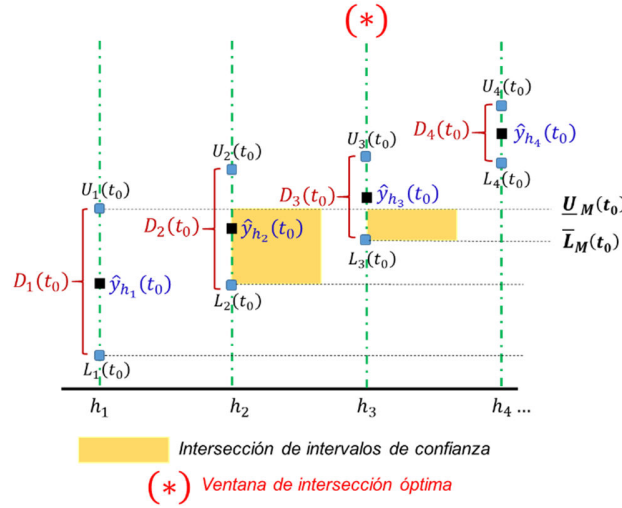 (*)
U₄(t₀)
D₄(t₀) ŷₕ₄(t₀)
U₃(t₀)
L₄(t₀)
U₂(t₀)
D₃(t₀) ŷₕ₃(t₀)
U₁(t₀) U̲_M(t₀)
D₂(t₀) ŷₕ₂(t₀)
L₃(t₀) L̅_M(t₀)
D₁(t₀) ŷₕ₁(t₀)
L₂(t₀)
L₁(t₀)
h₁ h₂ h₃ h₄ ...
Intersección de intervalos de confianza
(*) Ventana de intersección óptima